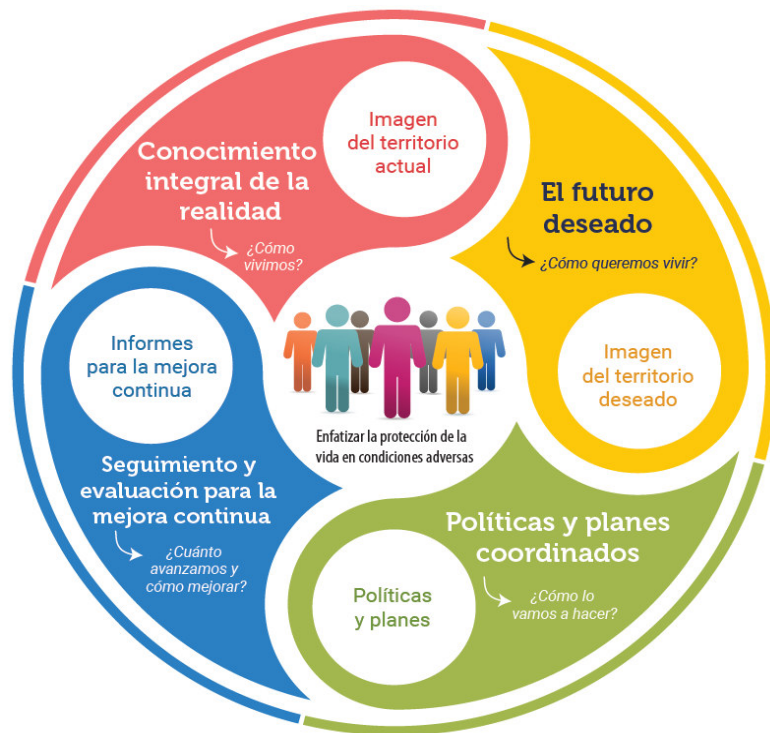 Conocimiento
integral de la
realidad
¿Cómo
vivimos?
Imagen
del territorio
actual
El futuro
deseado
¿Cómo queremos vivir?
Imagen
del territorio
deseado
Políticas y planes
coordinados
¿Cómo lo
vamos a hacer?
Políticas
y planes
Seguimiento y
evaluación para la
mejora continua
¿Cuánto
avanzamos y
cómo mejorar?
Informes
para la mejora
continua
Enfatizar la protección de la
vida en condiciones adversas